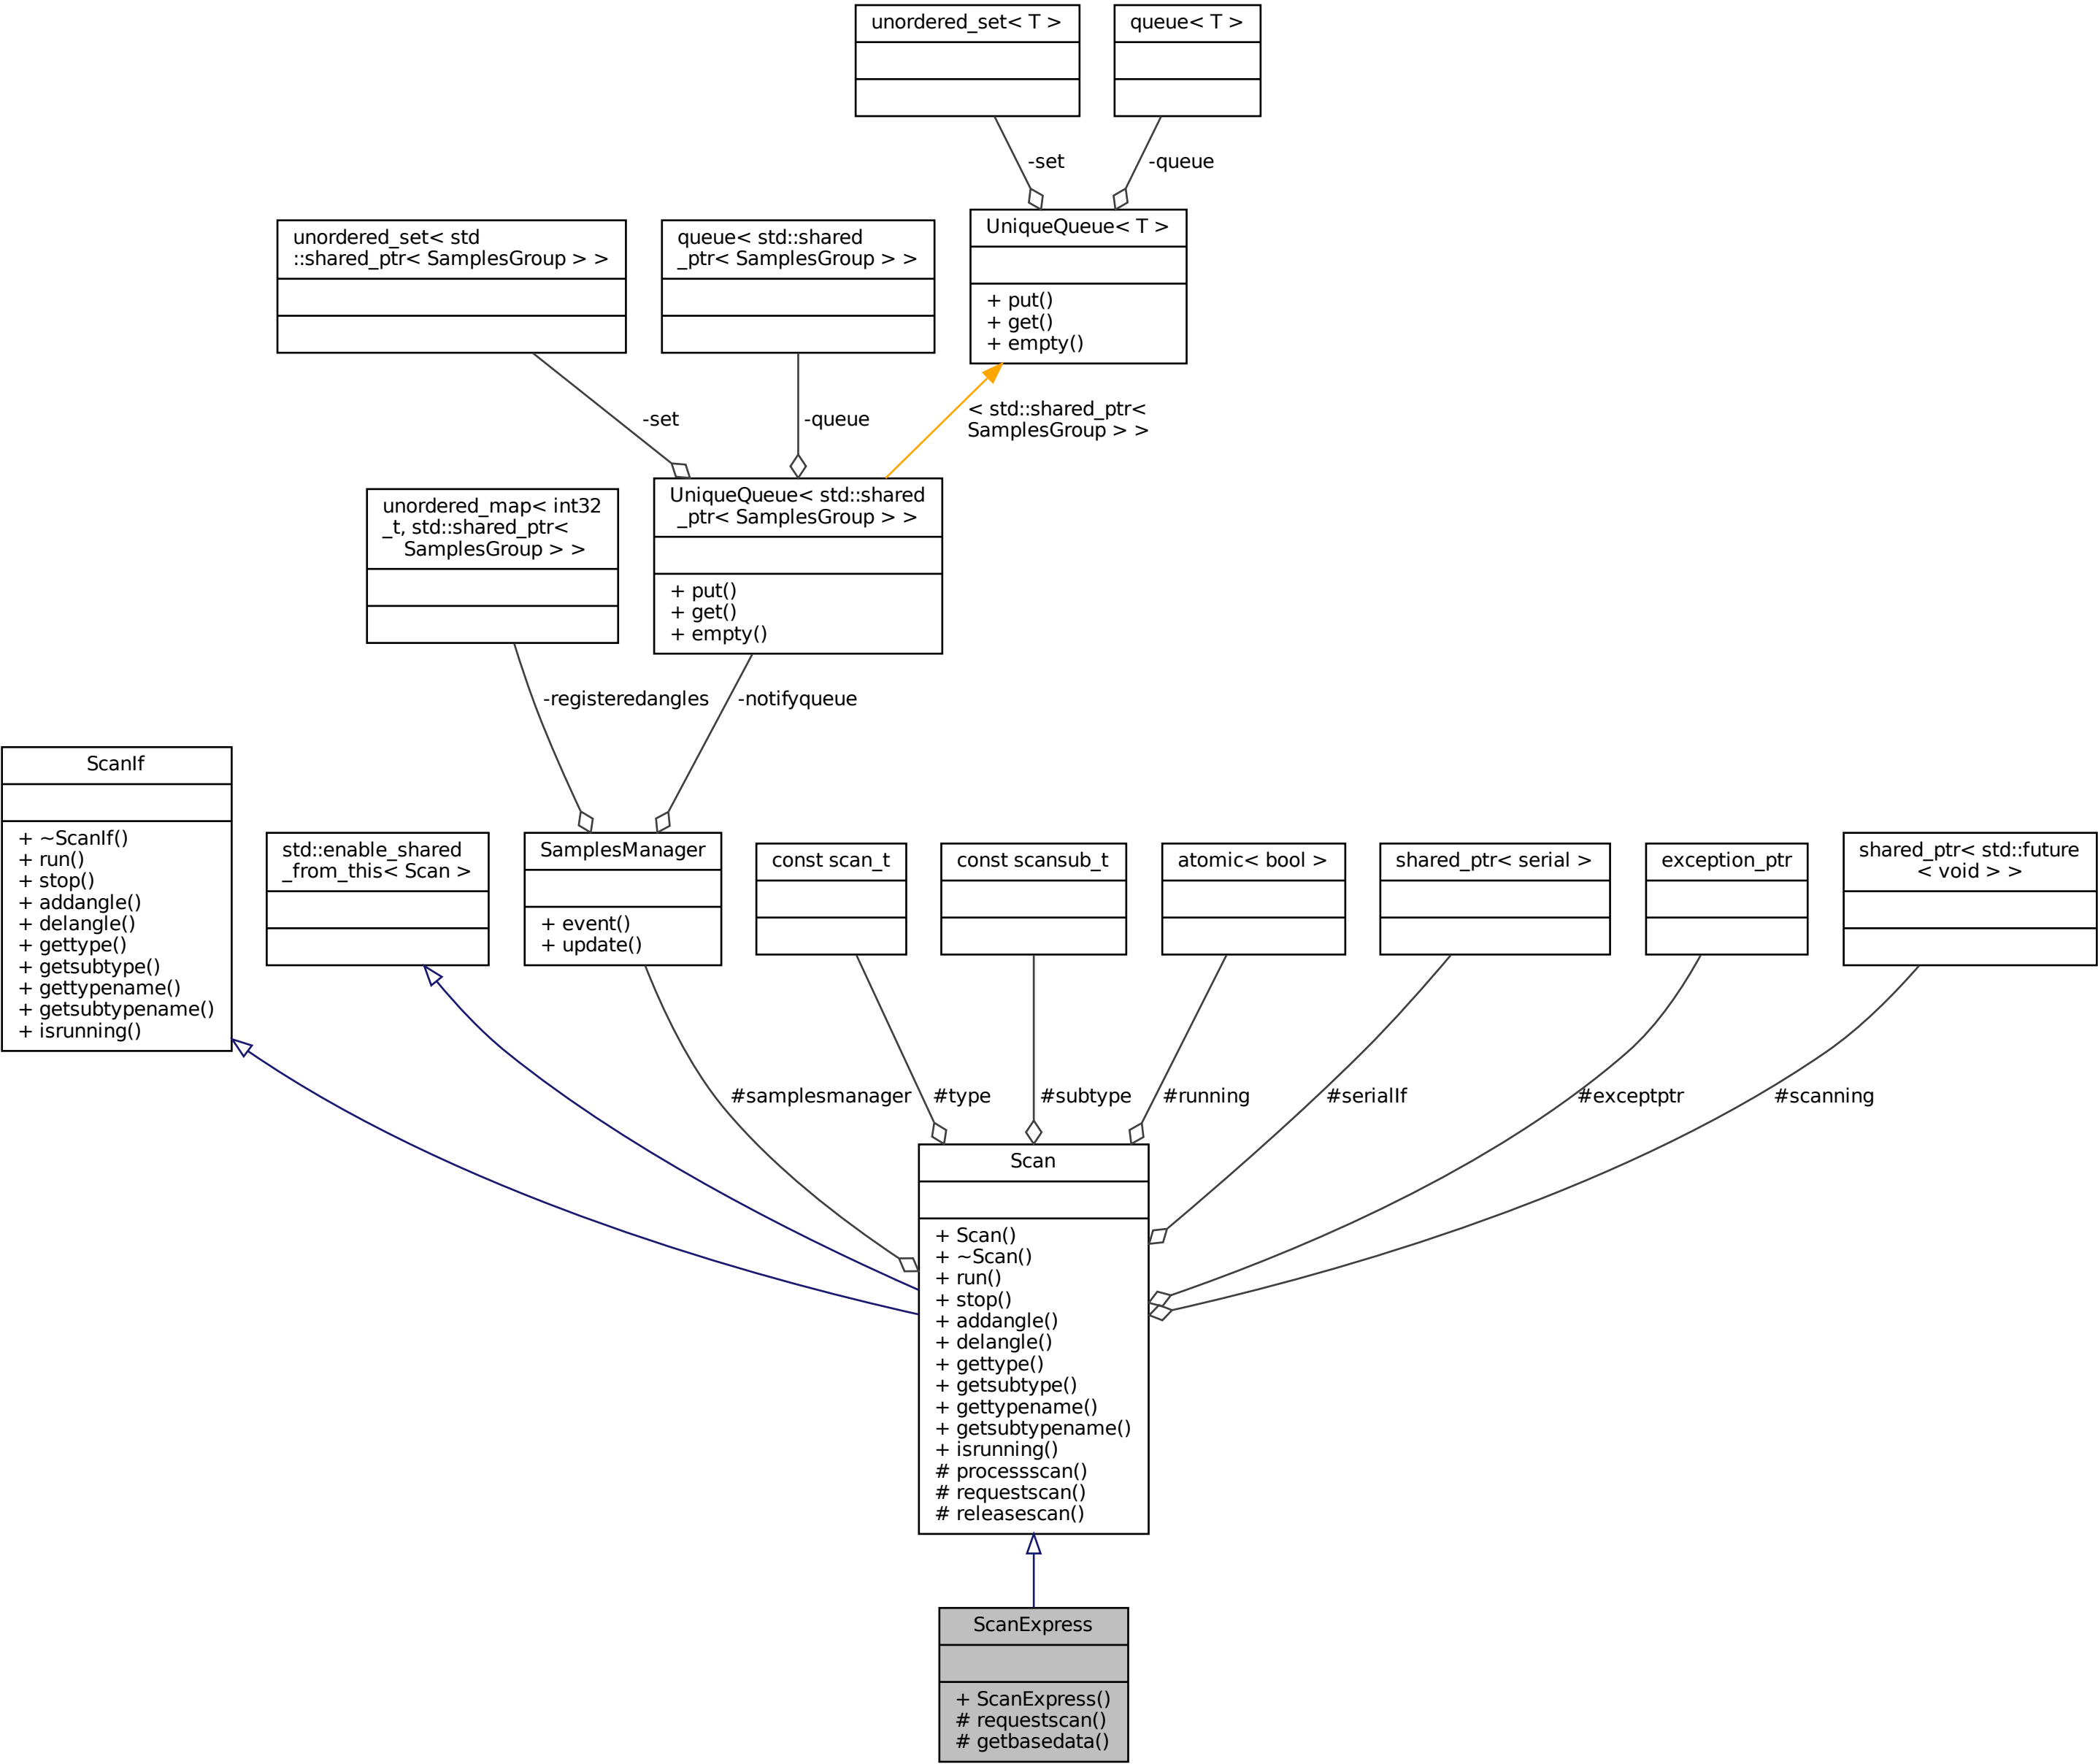 unordered_set< T >
queue< T >
-set
-queue
UniqueQueue< T >
+ put()
+ get()
+ empty()
unordered_set< std
::shared_ptr< SamplesGroup > >
queue< std::shared
_ptr< SamplesGroup > >
-set
-queue
< std::shared_ptr<
SamplesGroup > >
unordered_map< int32
_t, std::shared_ptr<
SamplesGroup > >
UniqueQueue< std::shared
_ptr< SamplesGroup > >
+ put()
+ get()
+ empty()
-registeredangles
-notifyqueue
ScanIf
+ ~ScanIf()
+ run()
+ stop()
+ addangle()
+ delangle()
+ gettype()
+ getsubtype()
+ gettypename()
+ getsubtypename()
+ isrunning()
std::enable_shared
_from_this< Scan >
SamplesManager
+ event()
+ update()
const scan_t
const scansub_t
atomic< bool >
shared_ptr< serial >
exception_ptr
shared_ptr< std::future
< void > >
#samplesmanager
#type
#subtype
#running
#serialIf
#exceptptr
#scanning
Scan
+ Scan()
+ ~Scan()
+ run()
+ stop()
+ addangle()
+ delangle()
+ gettype()
+ getsubtype()
+ gettypename()
+ getsubtypename()
+ isrunning()
# processscan()
# requestscan()
# releasescan()
ScanExpress
+ ScanExpress()
# requestscan()
# getbasedata()